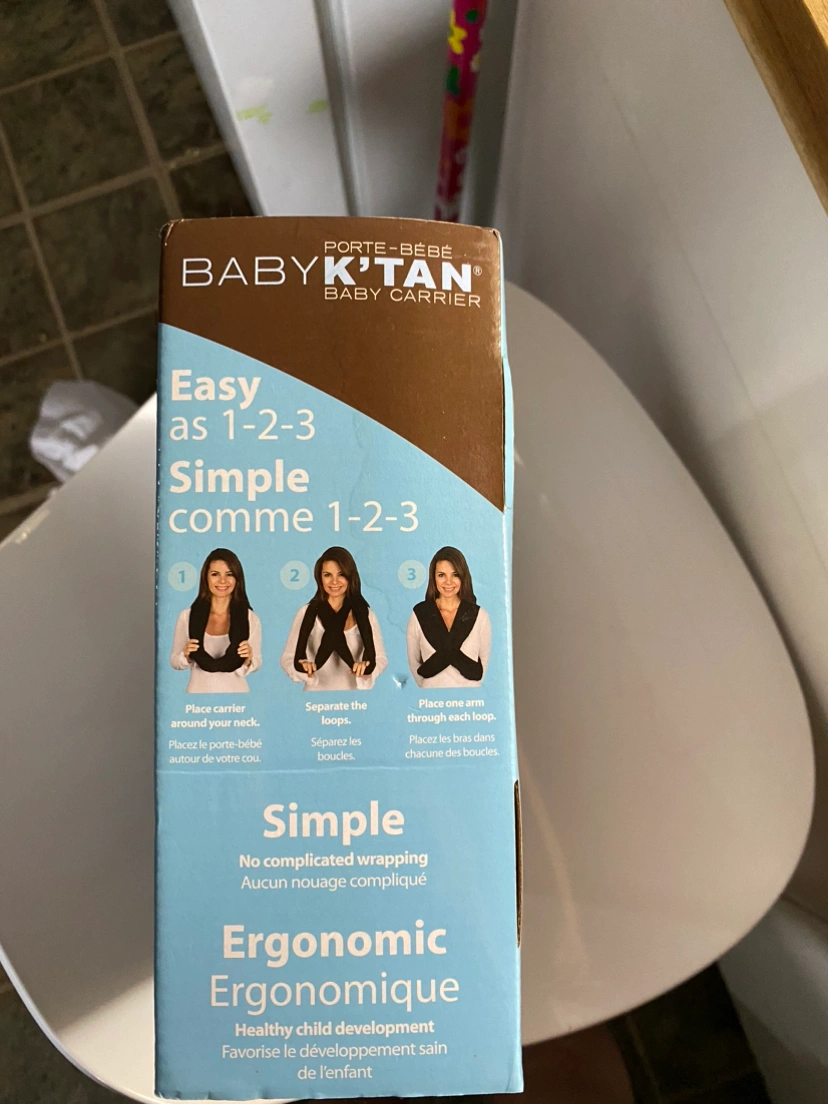 PORTE-BÉBÉ
BABY K'TAN®
BABY CARRIER
Easy
as 1-2-3
Simple
comme 1-2-3
1
2
3
Place carrier
around your neck.
Placez le porte-bébé
autour de votre cou.
Separate the
loops.
Séparez les
boucles.
Place one arm
through each loop.
Placez les bras dans
chacune des boucles.
Simple
No complicated wrapping
Aucun nouage compliqué
Ergonomic
Ergonomique
Healthy child development
Favorise le développement sain
de l'enfant